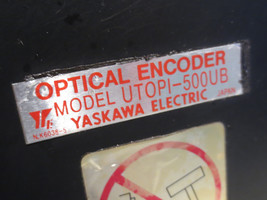 OPTICAL ENCODER
MODEL UTOPI-500UB
YASKAWA ELECTRIC JAPAN